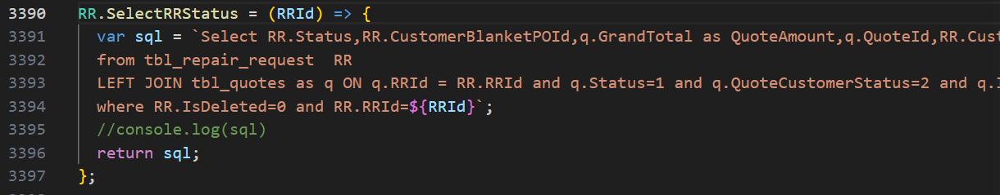 3390 RR.SelectRRStatus = (RRId) => {
3391 var sql = `Select RR.Status,RR.CustomerBlanketPOId,q.GrandTotal as QuoteAmount,q.QuoteId,RR.Cust
3392 from tbl_repair_request  RR
3393 LEFT JOIN tbl_quotes as q ON q.RRId = RR.RRId and q.Status=1 and q.QuoteCustomerStatus=2 and q.
3394 where RR.IsDeleted=0 and RR.RRId=${RRId}`;
3395 //console.log(sql)
3396 return sql;
3397 };